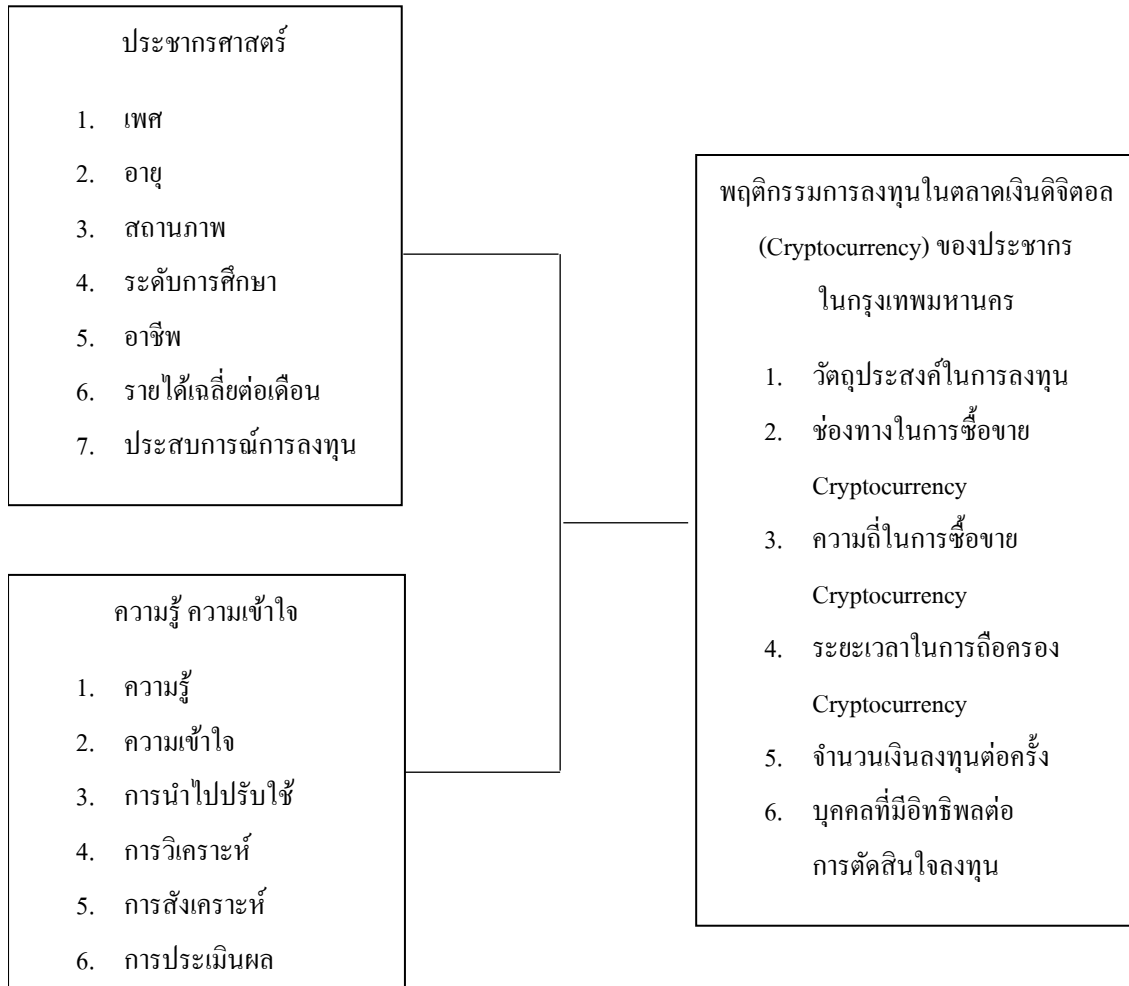 ประชากรศาสตร์
1. เพศ
2. อายุ
3. สถานภาพ
4. ระดับการศึกษา
5. อาชีพ
6. รายได้เฉลี่ยต่อเดือน
7. ประสบการณ์การลงทุน
ความรู้ ความเข้าใจ
1. ความรู้
2. ความเข้าใจ
3. การนำไปปรับใช้
4. การวิเคราะห์
5. การสังเคราะห์
6. การประเมินผล
พฤติกรรมการลงทุนในตลาดเงินดิจิตอล
(Cryptocurrency) ของประชากร
ในกรุงเทพมหานคร
1. วัตถุประสงค์ในการลงทุน
2. ช่องทางในการซื้อขาย
Cryptocurrency
3. ความถี่ในการซื้อขาย
Cryptocurrency
4. ระยะเวลาในการถือครอง
Cryptocurrency
5. จำนวนเงินลงทุนต่อครั้ง
6. บุคคลที่มีอิทธิพลต่อ
การตัดสินใจลงทุน